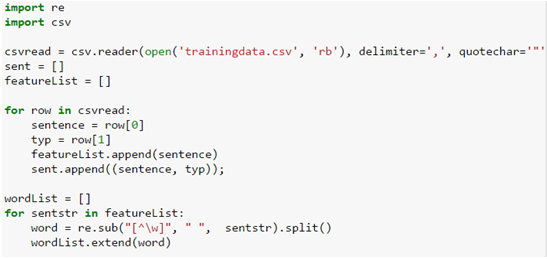 import re
import csv
csvread = csv.reader(open('trainingdata.csv', 'rb'), delimiter=',', quotechar='"'
sent = []
featureList = []
for row in csvread:
sentence = row[0]
typ = row[1]
featureList.append(sentence)
sent.append((sentence, typ));
wordList = []
for sentstr in featureList:
word = re.sub("[^\w]", " ",  sentstr).split()
wordList.extend(word)